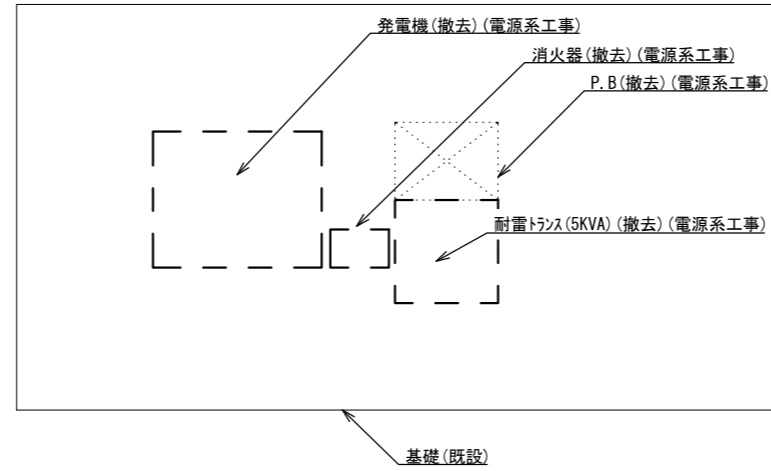 発電機(撤去)(電源系工事)
消火器(撤去)(電源系工事)
P.B(撤去)(電源系工事)
耐雷トランス(5KVA)(撤去)(電源系工事)
基礎(既設)